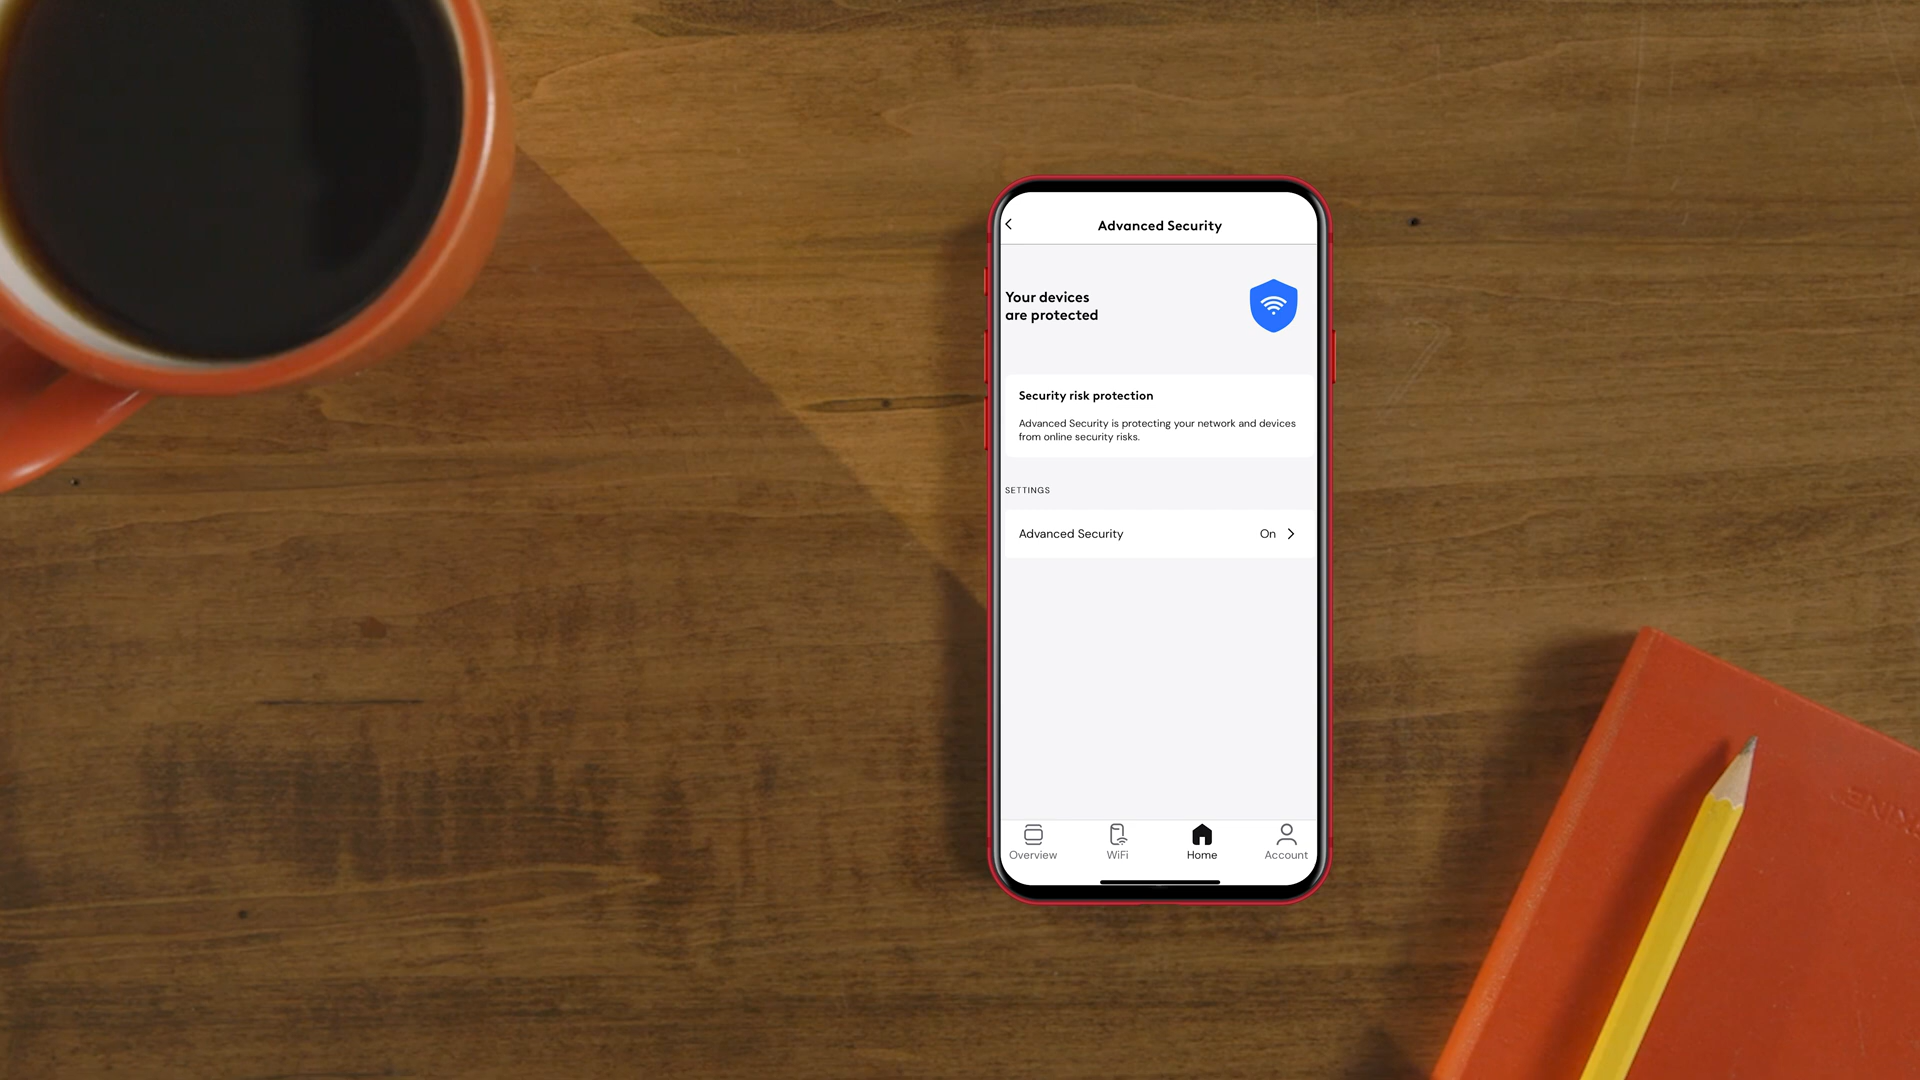 Advanced Security
Your devices
are protected
Security risk protection
Advanced Security is protecting your network and devices
from online security risks.
SETTINGS
Advanced Security On
Overview WiFi Home Account